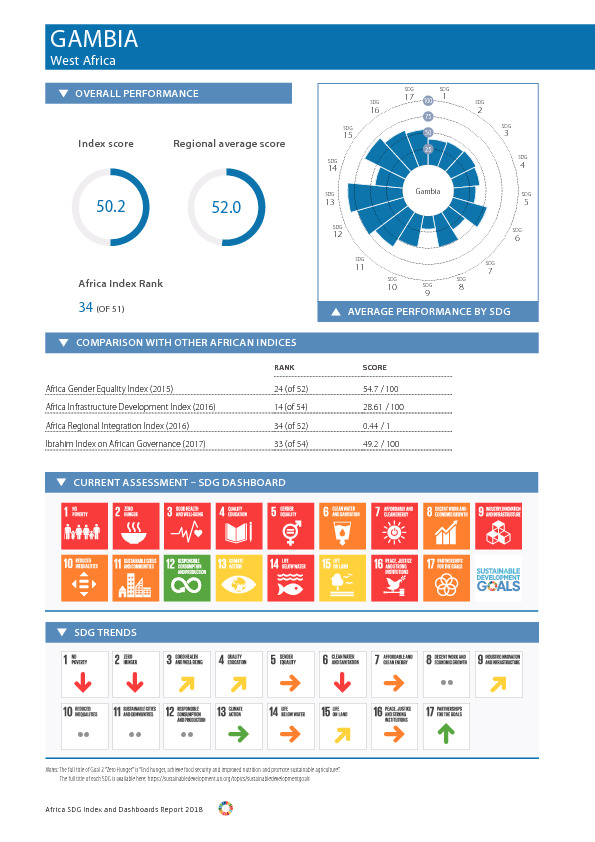 GAMBIA
West Africa
OVERALL PERFORMANCE
Index score
Regional average score
50.2
52.0
Africa Index Rank
34 (OF 51)
SDG 1
SDG 2
SDG 3
SDG 4
SDG 5
SDG 6
SDG 7
SDG 8
SDG 9
SDG 10
SDG 11
SDG 12
SDG 13
SDG 14
SDG 15
SDG 16
SDG 17
100
75
50
25
Gambia
AVERAGE PERFORMANCE BY SDG
COMPARISON WITH OTHER AFRICAN INDICES
RANK SCORE
Africa Gender Equality Index (2015) 24 (of 52) 54.7 / 100
Africa Infrastructure Development Index (2016) 14 (of 54) 28.61 / 100
Africa Regional Integration Index (2016) 34 (of 52) 0.44 / 1
Ibrahim Index on African Governance (2017) 33 (of 54) 49.2 / 100
CURRENT ASSESSMENT – SDG DASHBOARD
1 NO POVERTY
2 ZERO HUNGER
3 GOOD HEALTH AND WELL-BEING
4 QUALITY EDUCATION
5 GENDER EQUALITY
6 CLEAN WATER AND SANITATION
7 AFFORDABLE AND CLEAN ENERGY
8 DECENT WORK AND ECONOMIC GROWTH
9 INDUSTRY, INNOVATION AND INFRASTRUCTURE
10 REDUCED INEQUALITIES
11 SUSTAINABLE CITIES AND COMMUNITIES
12 RESPONSIBLE CONSUMPTION AND PRODUCTION
13 CLIMATE ACTION
14 LIFE BELOW WATER
15 LIFE ON LAND
16 PEACE, JUSTICE AND STRONG INSTITUTIONS
17 PARTNERSHIPS FOR THE GOALS
SUSTAINABLE DEVELOPMENT GOALS
SDG TRENDS
1 NO POVERTY
2 ZERO HUNGER
3 GOOD HEALTH AND WELL-BEING
4 QUALITY EDUCATION
5 GENDER EQUALITY
6 CLEAN WATER AND SANITATION
7 AFFORDABLE AND CLEAN ENERGY
8 DECENT WORK AND ECONOMIC GROWTH
9 INDUSTRY, INNOVATION AND INFRASTRUCTURE
10 REDUCED INEQUALITIES
11 SUSTAINABLE CITIES AND COMMUNITIES
12 RESPONSIBLE CONSUMPTION AND PRODUCTION
13 CLIMATE ACTION
14 LIFE BELOW WATER
15 LIFE ON LAND
16 PEACE, JUSTICE AND STRONG INSTITUTIONS
17 PARTNERSHIPS FOR THE GOALS
Notes: The full title of Goal 2 "Zero Hunger" is "End hunger, achieve food security and improved nutrition and promote sustainable agriculture".
The full title of each SDG is available here: https://sustainabledevelopment.un.org/topics/sustainabledevelopmentgoals
Africa SDG Index and Dashboards Report 2018